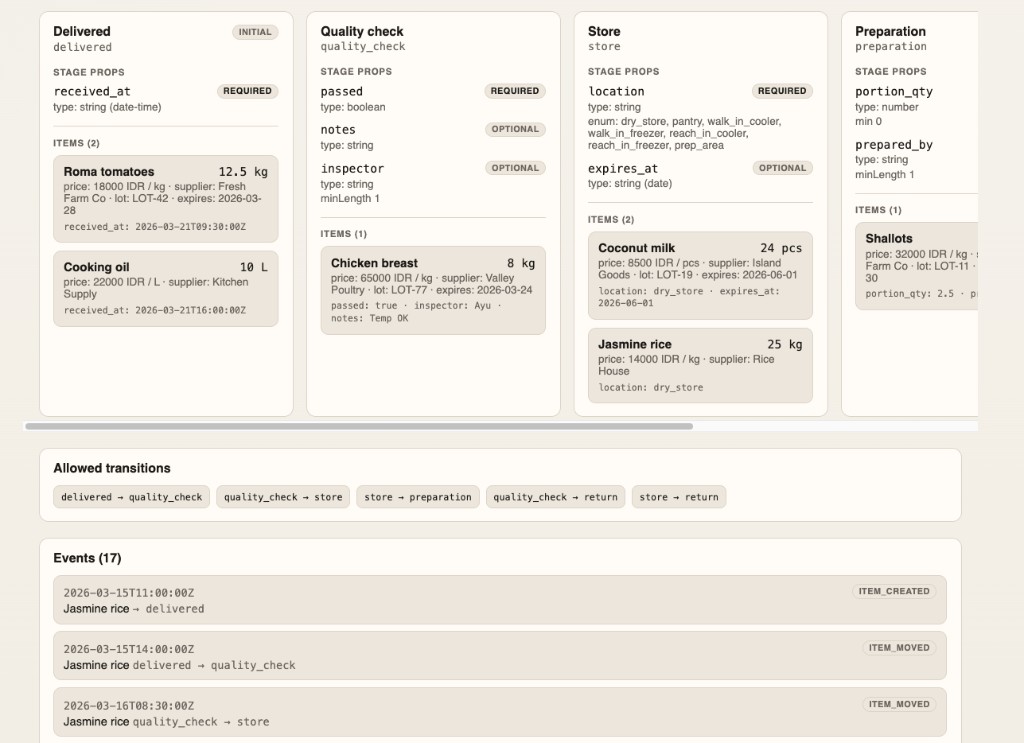 Delivered INITIAL
delivered
STAGE PROPS
received_at REQUIRED
type: string (date-time)
ITEMS (2)
Roma tomatoes 12.5 kg
price: 18000 IDR / kg · supplier: Fresh
Farm Co · lot: LOT-42 · expires: 2026-03-
28
received_at: 2026-03-21T09:30:00Z
Cooking oil 10 L
price: 22000 IDR / L · supplier: Kitchen
Supply
received_at: 2026-03-21T16:00:00Z
Quality check
quality_check
STAGE PROPS
passed REQUIRED
type: boolean
notes OPTIONAL
type: string
inspector OPTIONAL
type: string
minLength 1
ITEMS (1)
Chicken breast 8 kg
price: 65000 IDR / kg · supplier: Valley
Poultry · lot: LOT-77 · expires: 2026-03-24
passed: true · inspector: Ayu ·
notes: Temp OK
Store
store
STAGE PROPS
location REQUIRED
type: string
enum: dry_store, pantry, walk_in_cooler,
walk_in_freezer, reach_in_cooler,
reach_in_freezer, prep_area
expires_at OPTIONAL
type: string (date)
ITEMS (2)
Coconut milk 24 pcs
price: 8500 IDR / pcs · supplier: Island
Goods · lot: LOT-19 · expires: 2026-06-01
location: dry_store · expires_at:
2026-06-01
Jasmine rice 25 kg
price: 14000 IDR / kg · supplier: Rice
House
location: dry_store
Preparation
preparation
STAGE PROPS
portion_qty
type: number
min 0
prepared_by
type: string
minLength 1
ITEMS (1)
Shallots
price: 32000 IDR / kg ·
Farm Co · lot: LOT-11 ·
30
portion_qty: 2.5 ·
Allowed transitions
delivered → quality_check quality_check → store store → preparation quality_check → return store → return
Events (17)
2026-03-15T11:00:00Z ITEM_CREATED
Jasmine rice → delivered
2026-03-15T14:00:00Z ITEM_MOVED
Jasmine rice delivered → quality_check
2026-03-16T08:30:00Z ITEM_MOVED
Jasmine rice quality_check → store